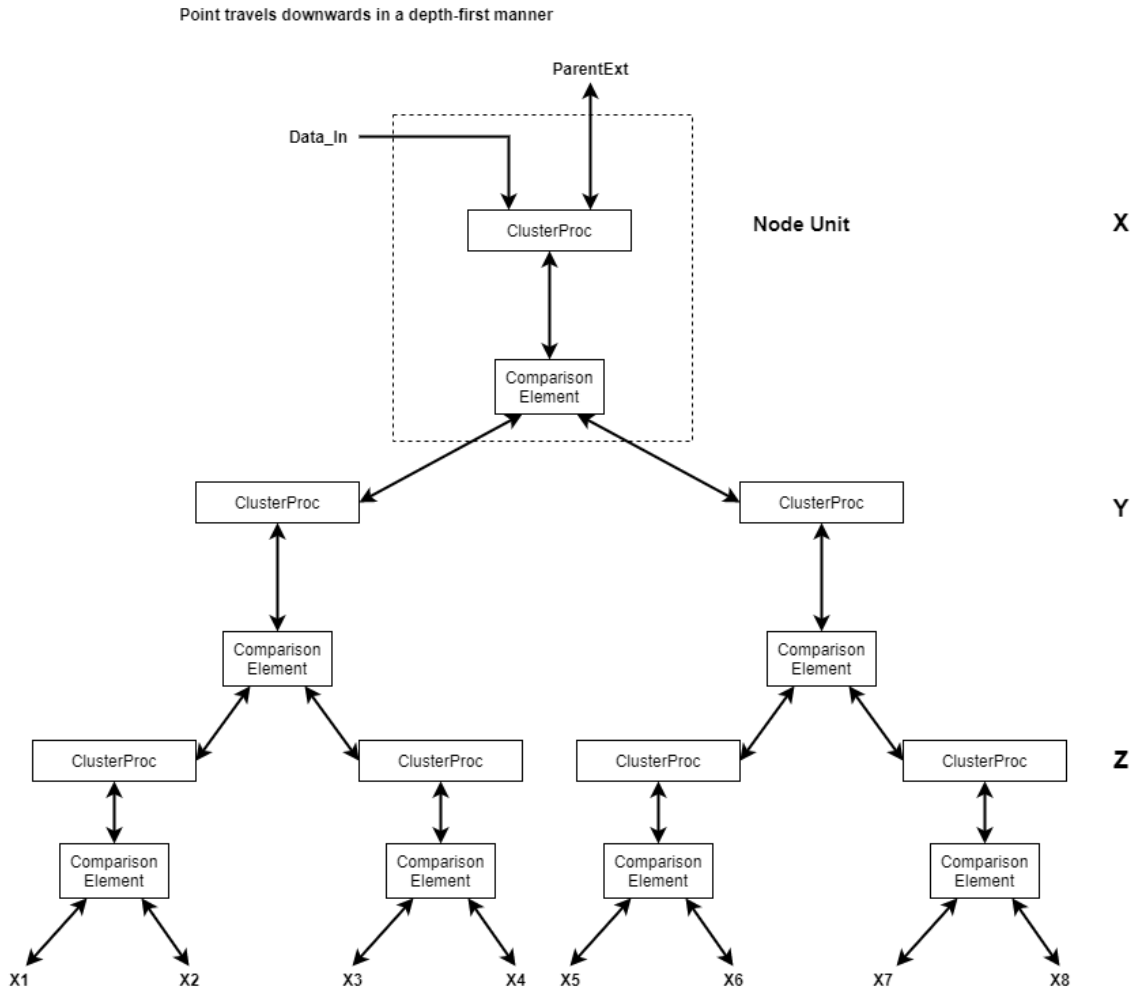 Point travels downwards in a depth-first manner
ParentExt
Data_In
ClusterProc
Node Unit
X
Comparison
Element
ClusterProc
ClusterProc
Y
Comparison
Element
Comparison
Element
ClusterProc
ClusterProc
ClusterProc
ClusterProc
Z
Comparison
Element
Comparison
Element
Comparison
Element
Comparison
Element
X1
X2
X3
X4
X5
X6
X7
X8